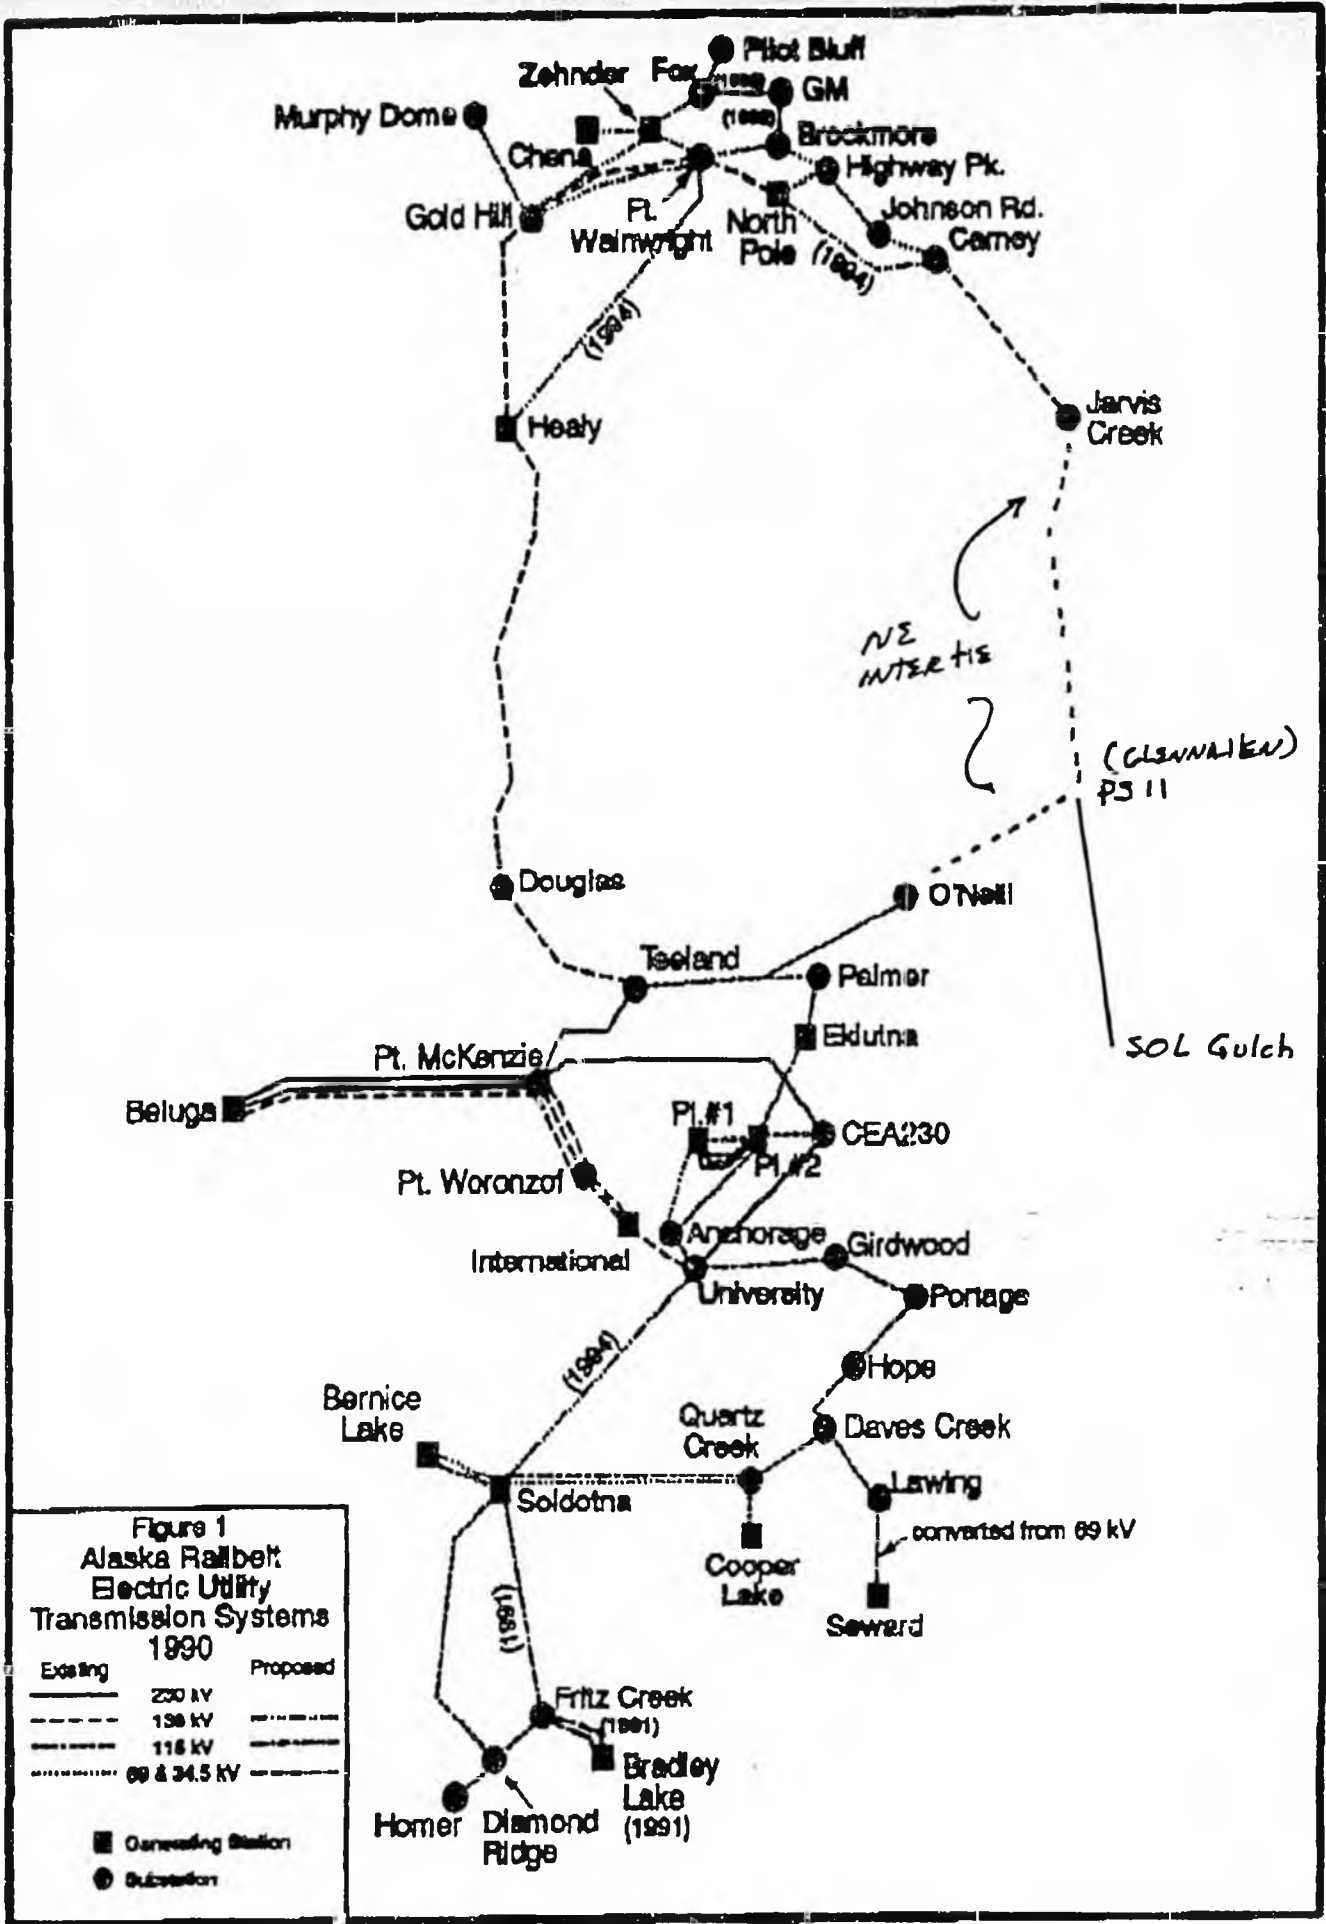 Pilot Bluff
Zehnder
Fox
GM
Murphy Dome
Chena
Brockmore
Highway Pk.
Gold Hill
Ft.
Wainwright
North
Pole
(1994)
Johnson Rd.
Carney
(1994)
Healy
Jarvis
Creek
NE
INTERTIE
(GLENNALLEN)
PS 11
Douglas
O'Neill
Teeland
Palmer
Eklutna
SOL Gulch
Pt. McKenzie
Beluga
Pl.#1
CEA230
Pl.#2
Pt. Woronzof
Anchorage
Girdwood
International
University
Portage
(1994)
Hope
Bernice
Lake
Quartz
Creek
Daves Creek
Lawing
Soldotna
converted from 69 kV
Cooper
Lake
Seward
(1991)
Fritz Creek
(1991)
Bradley
Lake
(1991)
Homer
Diamond
Ridge
Figure 1
Alaska Railbelt
Electric Utility
Transmission Systems
1990
Existing
Proposed
230 kV
138 kV
115 kV
69 & 34.5 kV
Generating Station
Substation